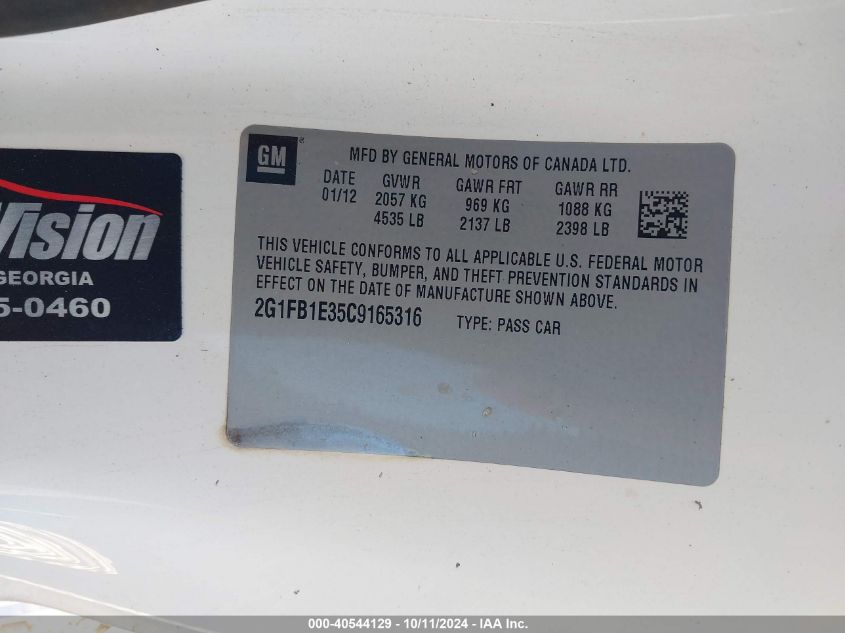 GM
MFD BY GENERAL MOTORS OF CANADA LTD.
DATE GVWR GAWR FRT GAWR RR
01/12 2057 KG 969 KG 1088 KG
4535 LB 2137 LB 2398 LB
THIS VEHICLE CONFORMS TO ALL APPLICABLE U.S. FEDERAL MOTOR
VEHICLE SAFETY, BUMPER, AND THEFT PREVENTION STANDARDS IN
EFFECT ON THE DATE OF MANUFACTURE SHOWN ABOVE.
2G1FB1E35C9165316 TYPE: PASS CAR
Vision
GEORGIA
5-0460
000-40544129 - 10/11/2024 - IAA Inc.